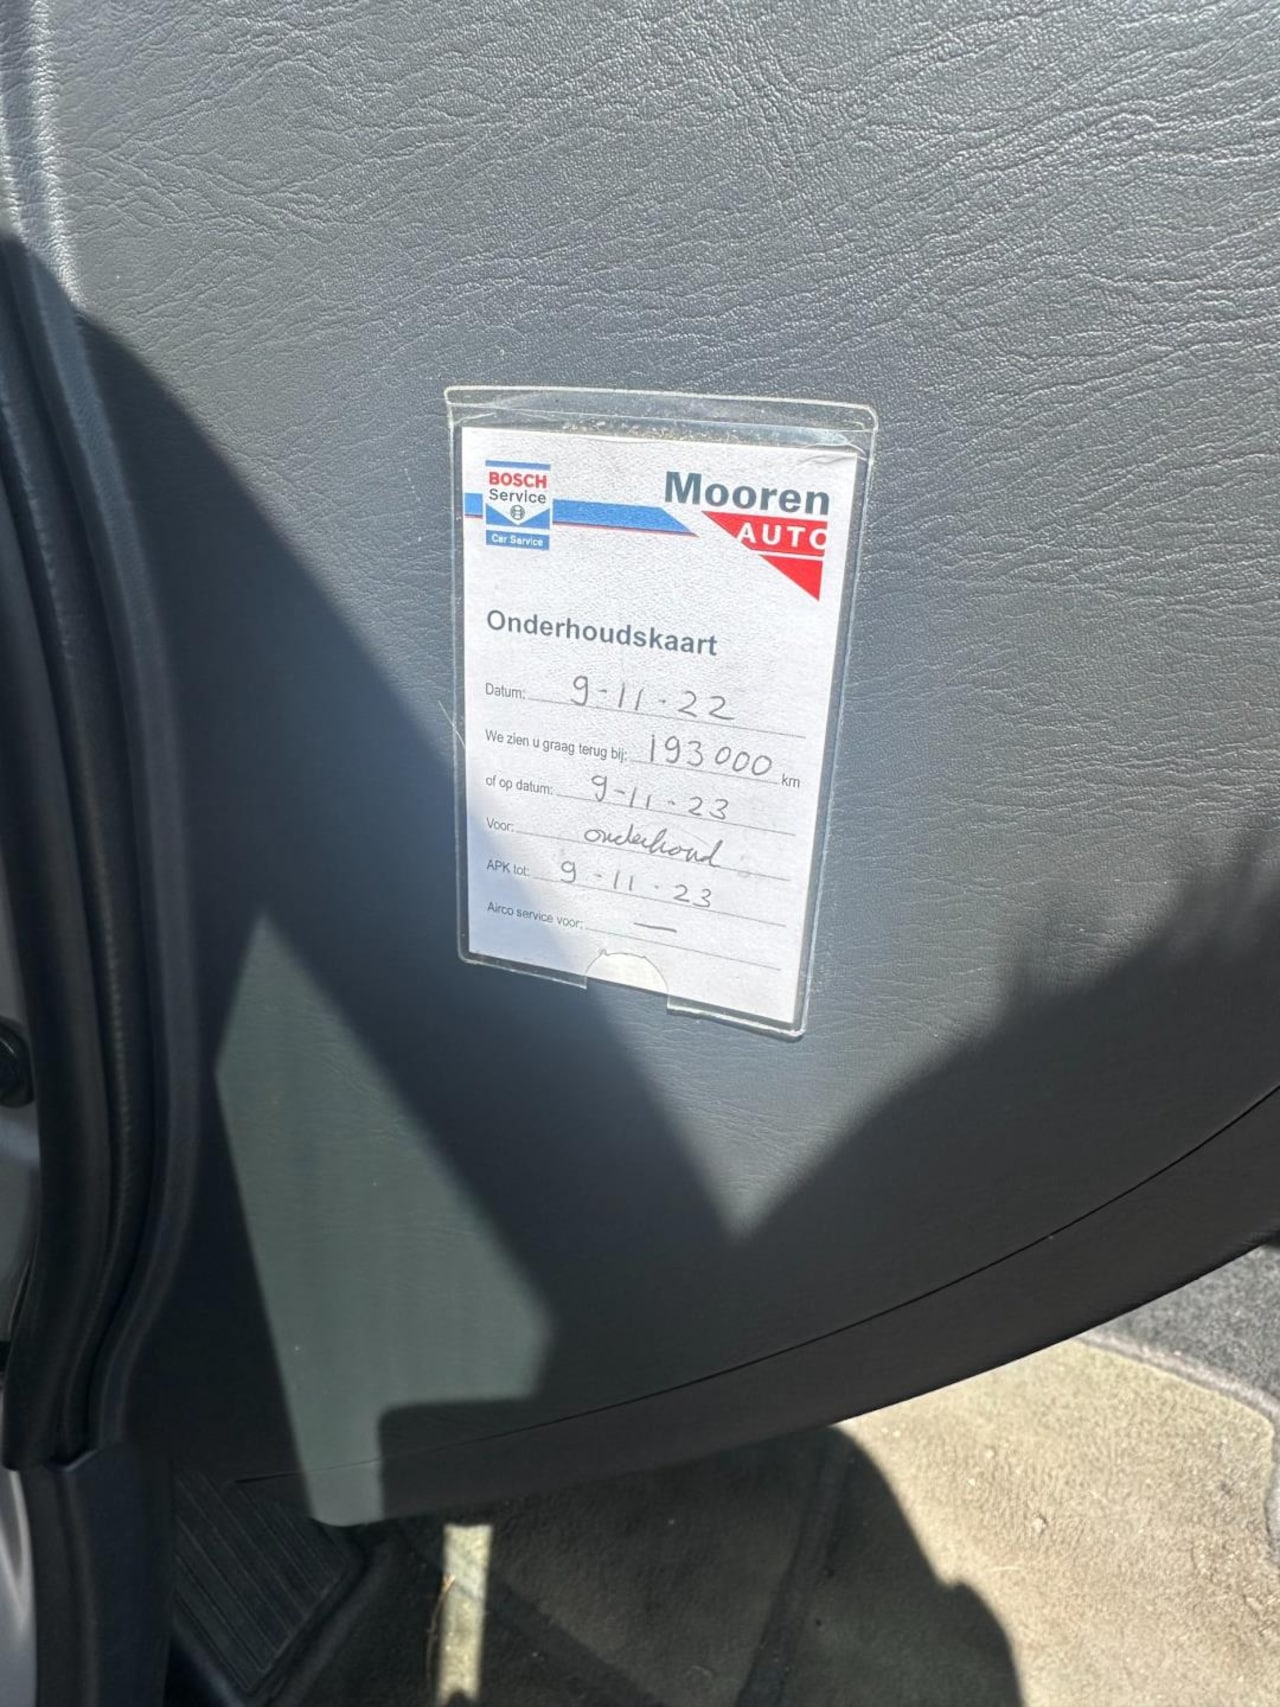 BOSCH
Service
Car Service
Mooren
AUTO
Onderhoudskaart
Datum: 9-11-22
We zien u graag terug bij: 193000 km
of op datum: 9-11-23
Voor: onderhoud
APK tot: 9-11-23
Airco service voor: —